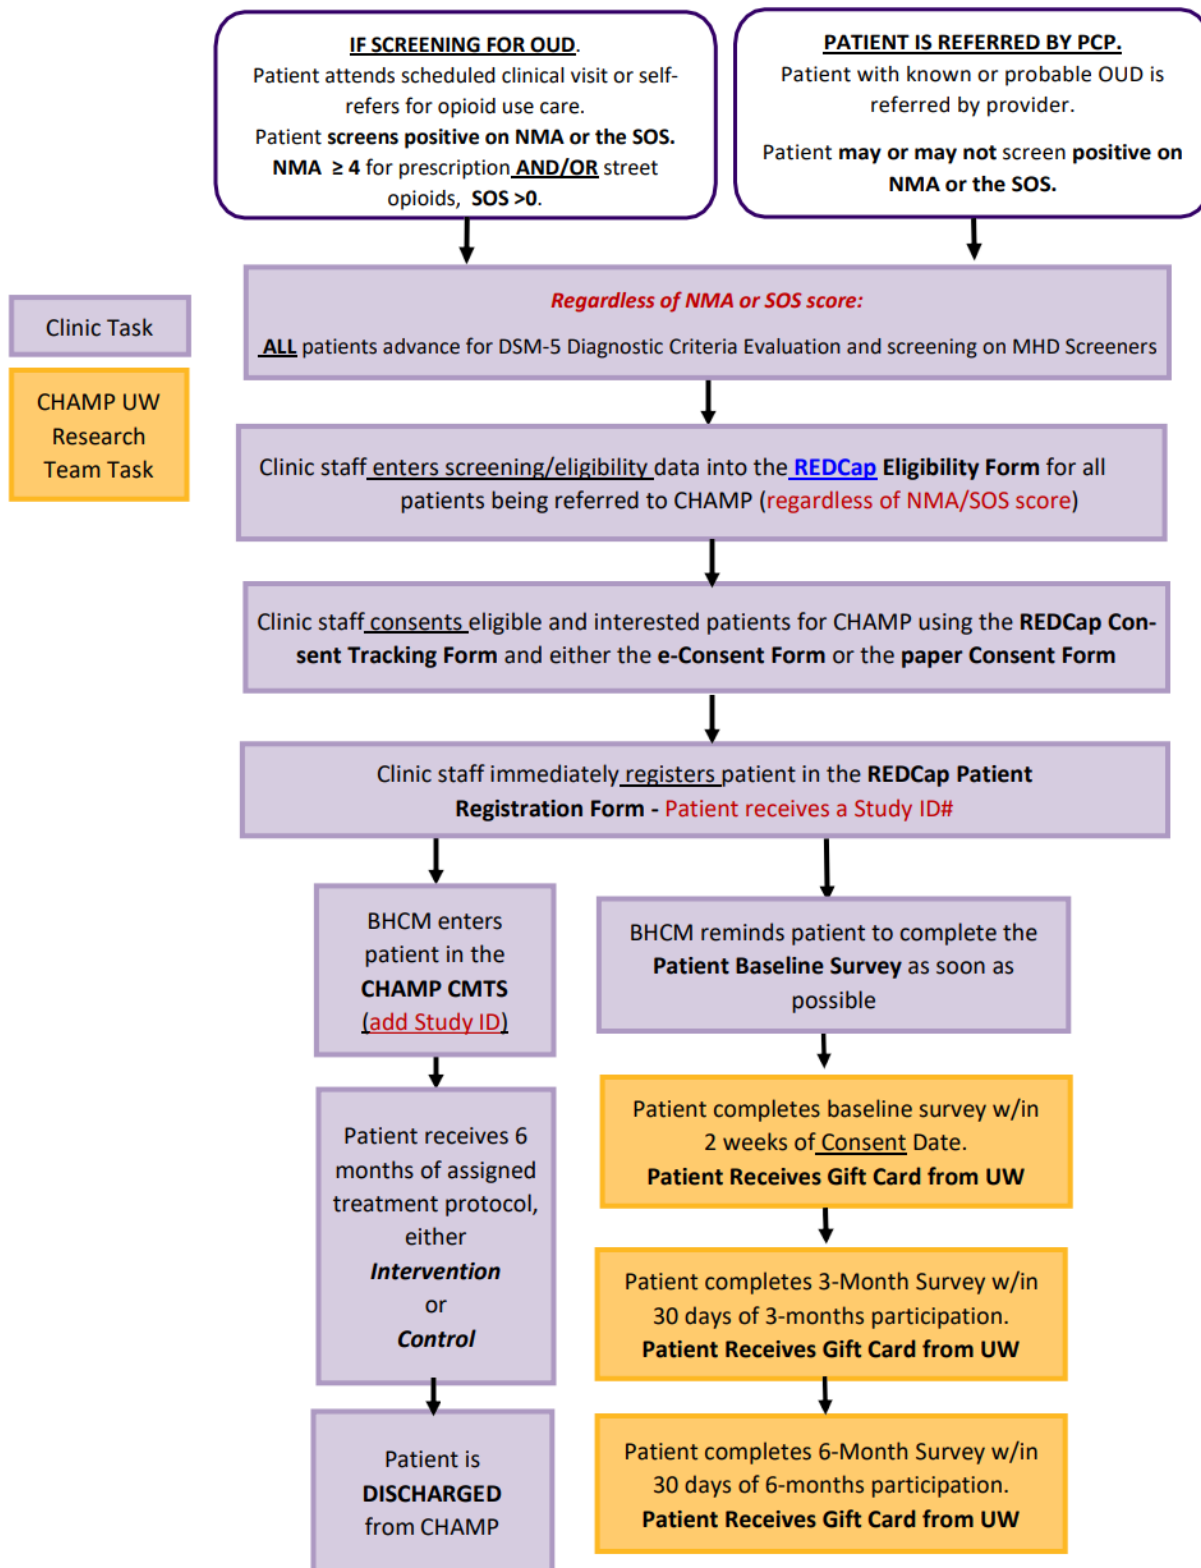 IF SCREENING FOR OUD.
Patient attends scheduled clinical visit or self-
refers for opioid use care.
Patient screens positive on NMA or the SOS.
NMA ≥ 4 for prescription AND/OR street
opioids, SOS >0.
PATIENT IS REFERRED BY PCP.
Patient with known or probable OUD is
referred by provider.
Patient may or may not screen positive on
NMA or the SOS.
Clinic Task
CHAMP UW
Research
Team Task
Regardless of NMA or SOS score:
ALL patients advance for DSM-5 Diagnostic Criteria Evaluation and screening on MHD Screeners
Clinic staff enters screening/eligibility data into the REDCap Eligibility Form for all
patients being referred to CHAMP (regardless of NMA/SOS score)
Clinic staff consents eligible and interested patients for CHAMP using the REDCap Con-
sent Tracking Form and either the e-Consent Form or the paper Consent Form
Clinic staff immediately registers patient in the REDCap Patient
Registration Form - Patient receives a Study ID#
BHCM enters
patient in the
CHAMP CMTS
(add Study ID)
Patient receives 6
months of assigned
treatment protocol,
either
Intervention
or
Control
Patient is
DISCHARGED
from CHAMP
BHCM reminds patient to complete the
Patient Baseline Survey as soon as
possible
Patient completes baseline survey w/in
2 weeks of Consent Date.
Patient Receives Gift Card from UW
Patient completes 3-Month Survey w/in
30 days of 3-months participation.
Patient Receives Gift Card from UW
Patient completes 6-Month Survey w/in
30 days of 6-months participation.
Patient Receives Gift Card from UW